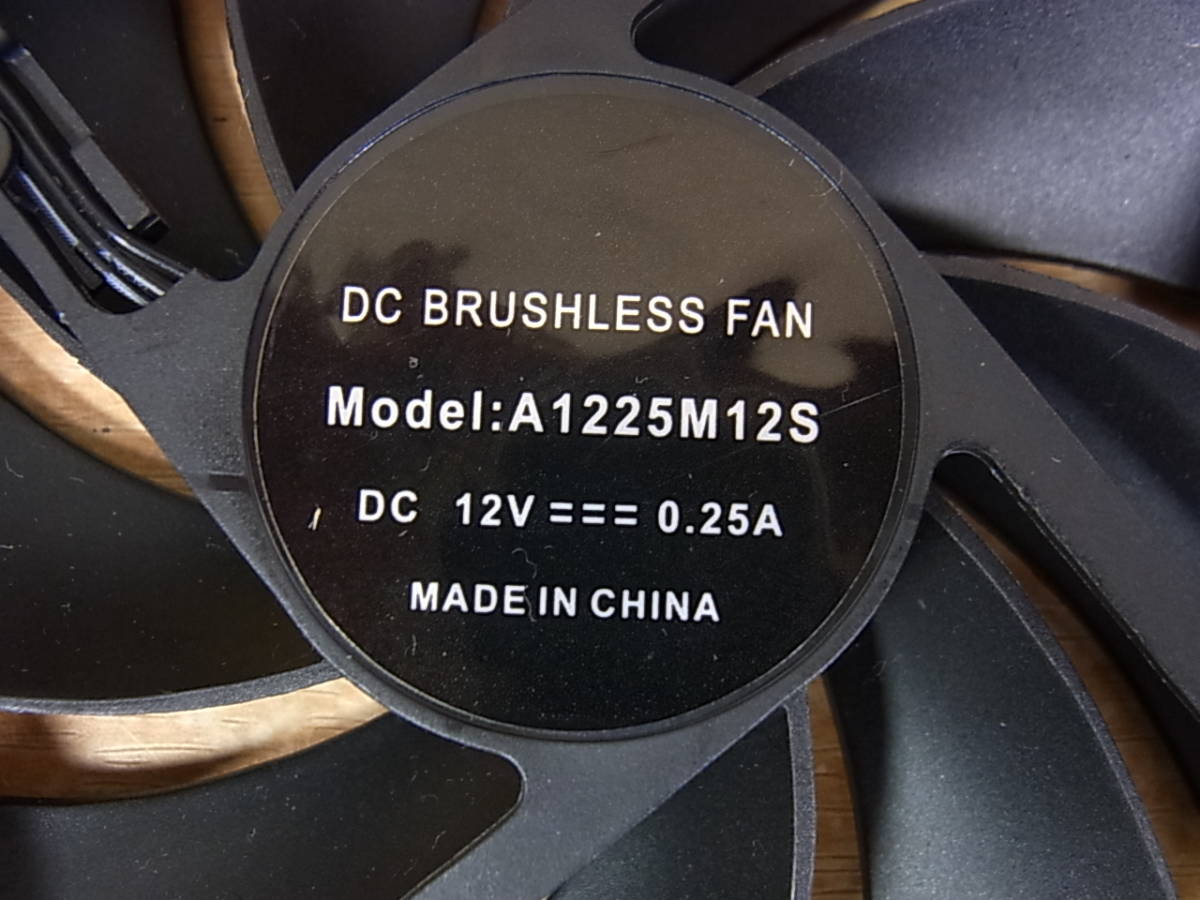 DC BRUSHLESS FAN
Model:A1225M12S
DC 12V === 0.25A
MADE IN CHINA